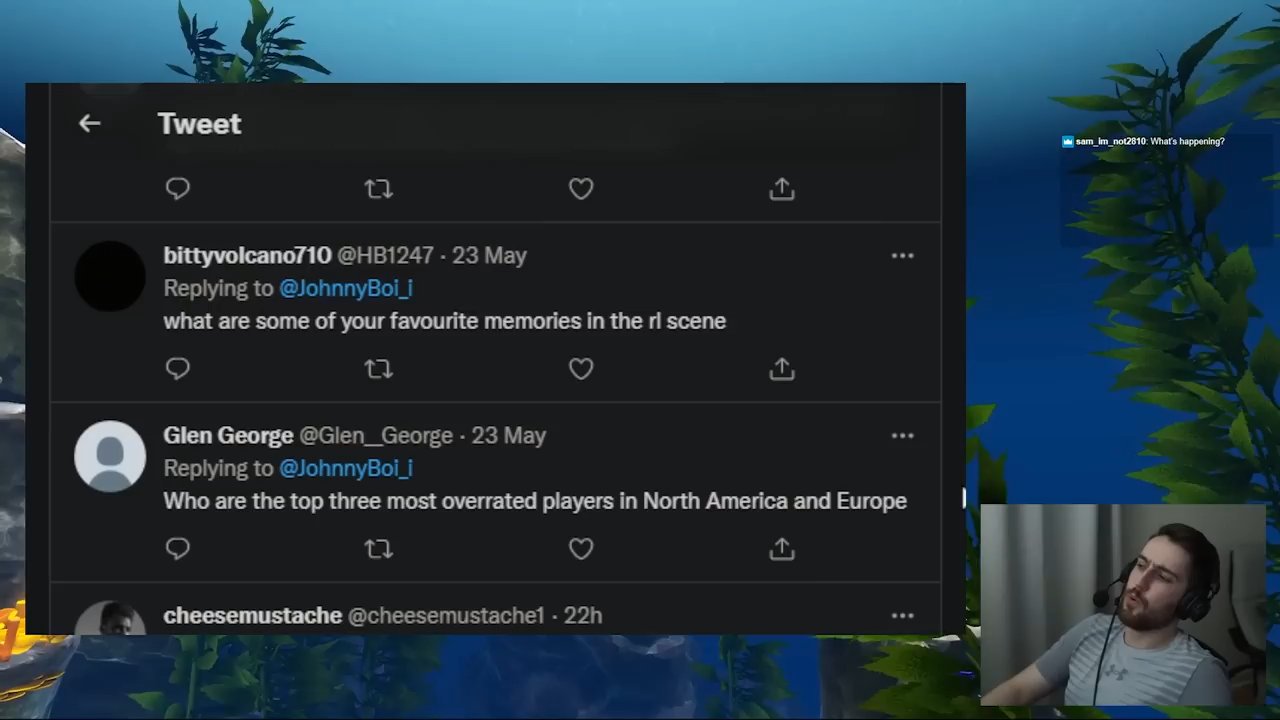 Tweet
bittyvolcano710 @HB1247 · 23 May
Replying to @JohnnyBoi_i
what are some of your favourite memories in the rl scene
Glen George @Glen__George · 23 May
Replying to @JohnnyBoi_i
Who are the top three most overrated players in North America and Europe
cheesemustache @cheesemustache1 · 22h
sam_im_not2810: What's happening?